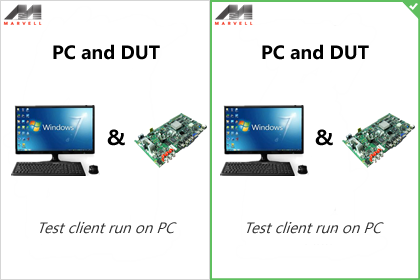 MARVELL
PC and DUT
Windows 7
&
Test client run on PC
MARVELL
PC and DUT
Windows 7
&
Test client run on PC